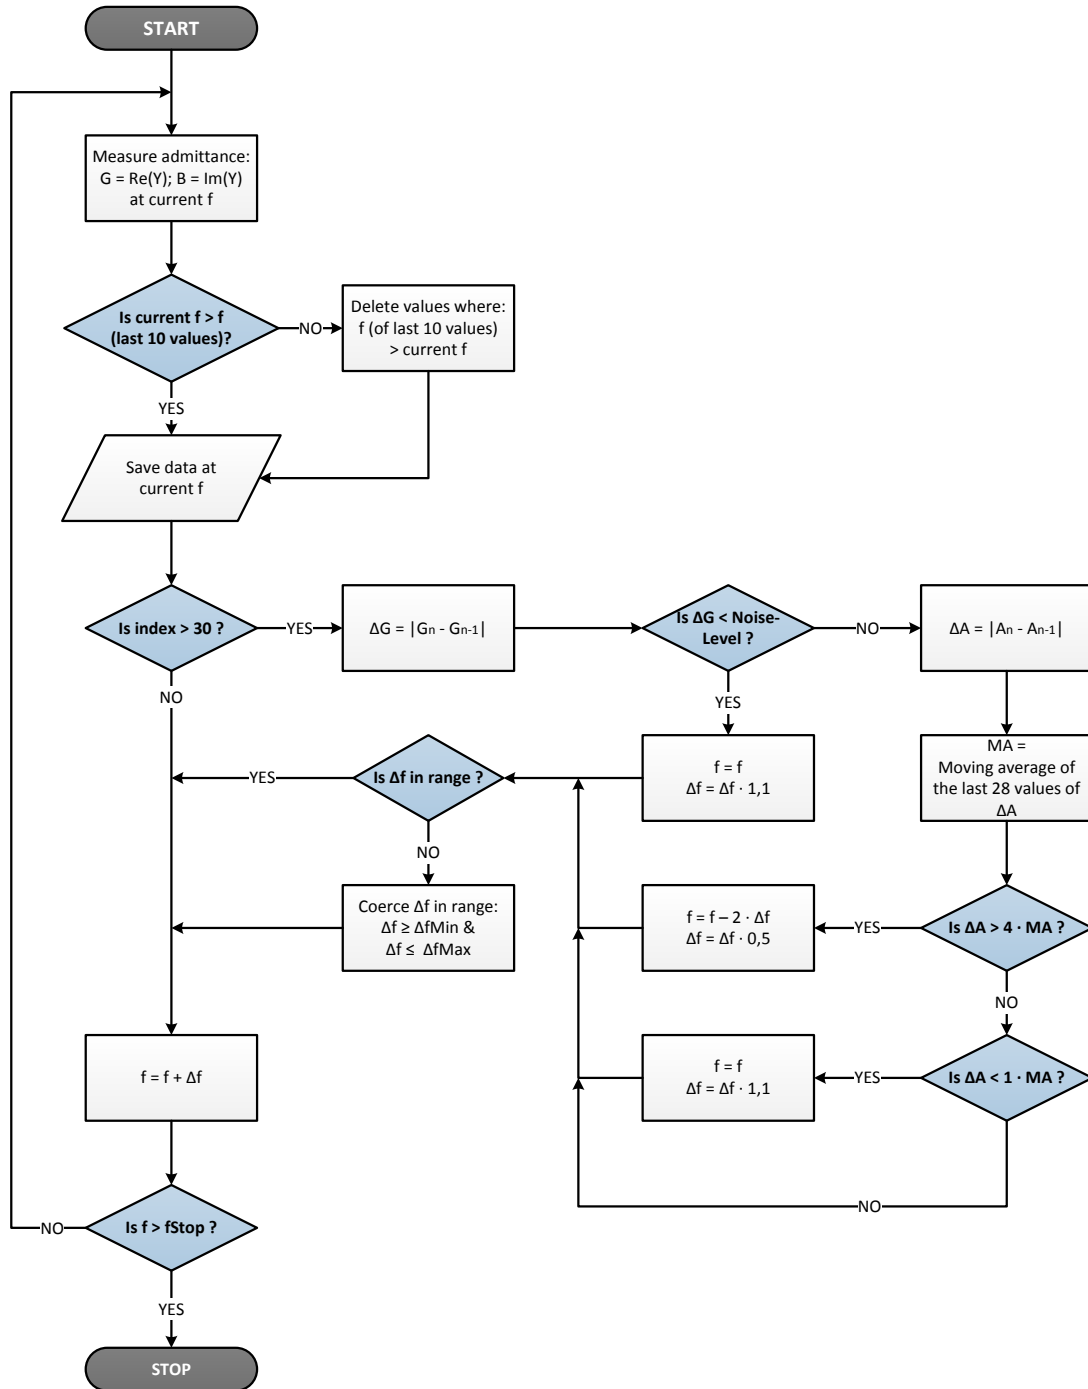 START
Measure admittance:
G = Re(Y); B = Im(Y)
at current f
Is current f > f
(last 10 values)?
NO
Delete values where:
f (of last 10 values)
> current f
YES
Save data at
current f
Is index > 30 ?
YES
ΔG = |Gn - Gn-1|
Is ΔG < Noise-
Level ?
NO
ΔA = |An - An-1|
NO
YES
MA =
Moving average of
the last 28 values of
ΔA
f = f
Δf = Δf · 1,1
Is Δf in range ?
YES
NO
Coerce Δf in range:
Δf ≥ ΔfMin &
Δf ≤ ΔfMax
Is ΔA > 4 · MA ?
YES
f = f – 2 · Δf
Δf = Δf · 0,5
NO
Is ΔA < 1 · MA ?
YES
f = f
Δf = Δf · 1,1
NO
f = f + Δf
Is f > fStop ?
NO
YES
STOP